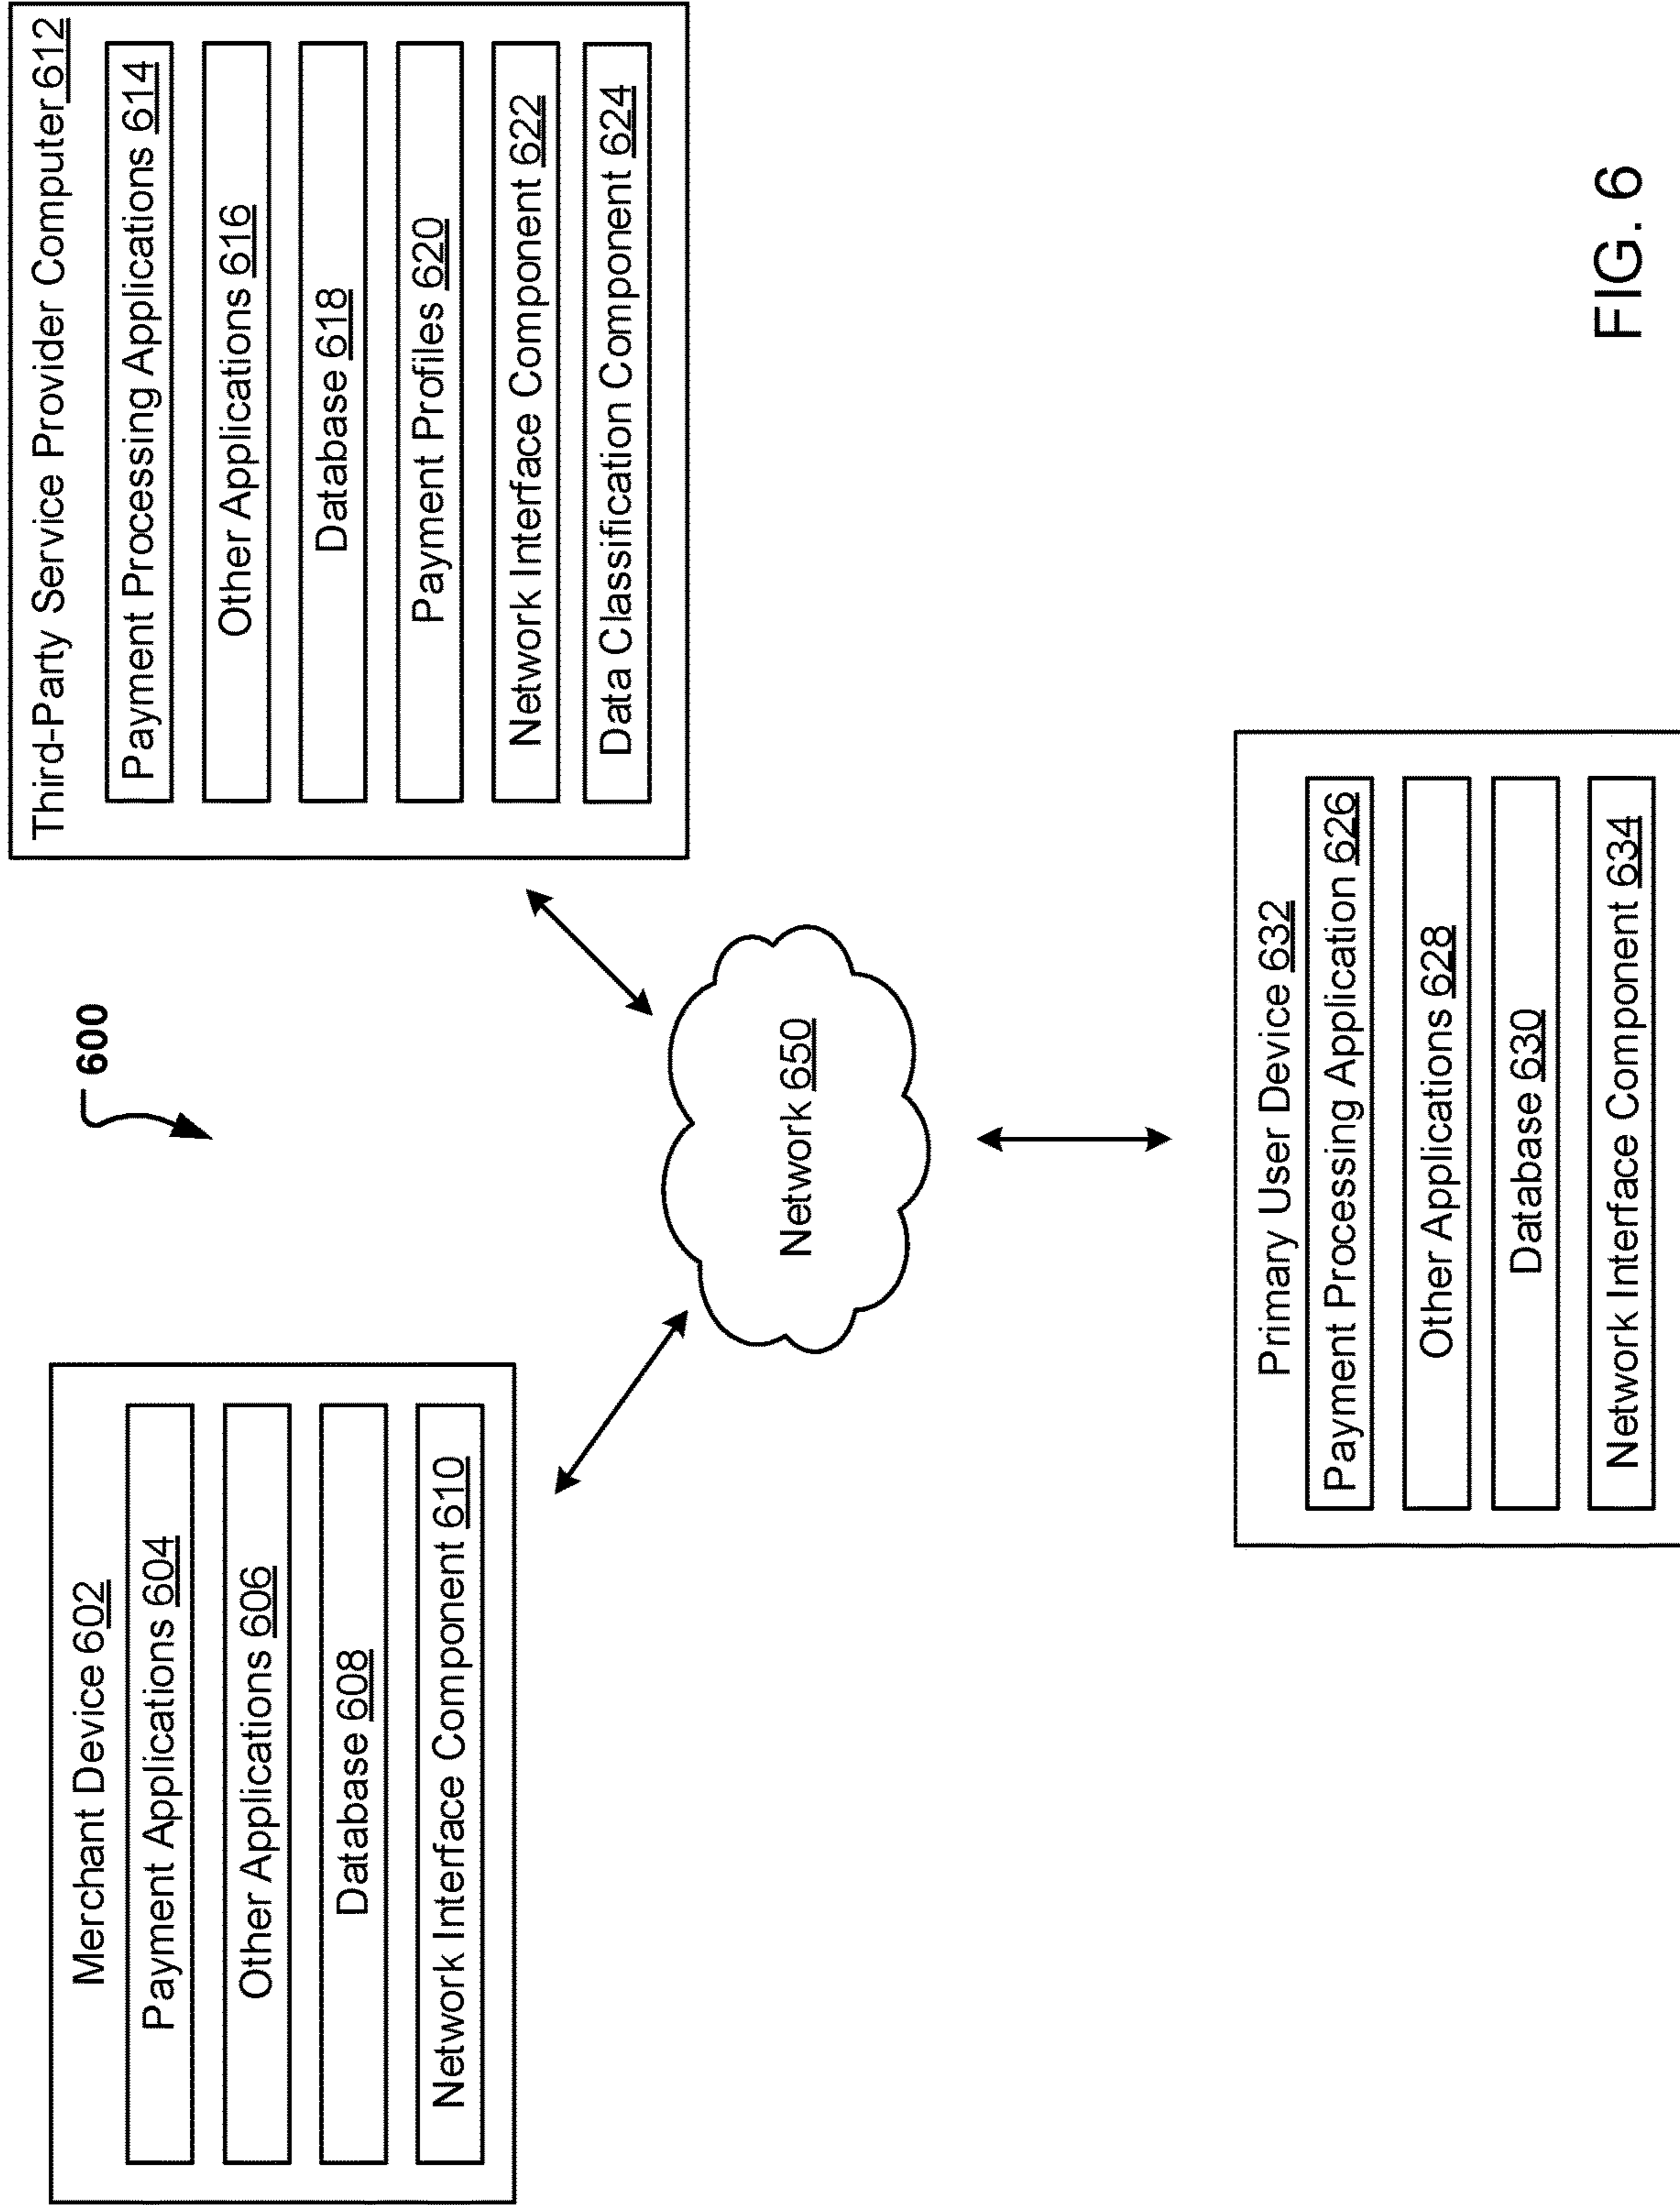 600
Merchant Device 602
Payment Applications 604
Other Applications 606
Database 608
Network Interface Component 610
Third-Party Service Provider Computer 612
Payment Processing Applications 614
Other Applications 616
Database 618
Payment Profiles 620
Network Interface Component 622
Data Classification Component 624
Network 650
Primary User Device 632
Payment Processing Application 626
Other Applications 628
Database 630
Network Interface Component 634
FIG. 6